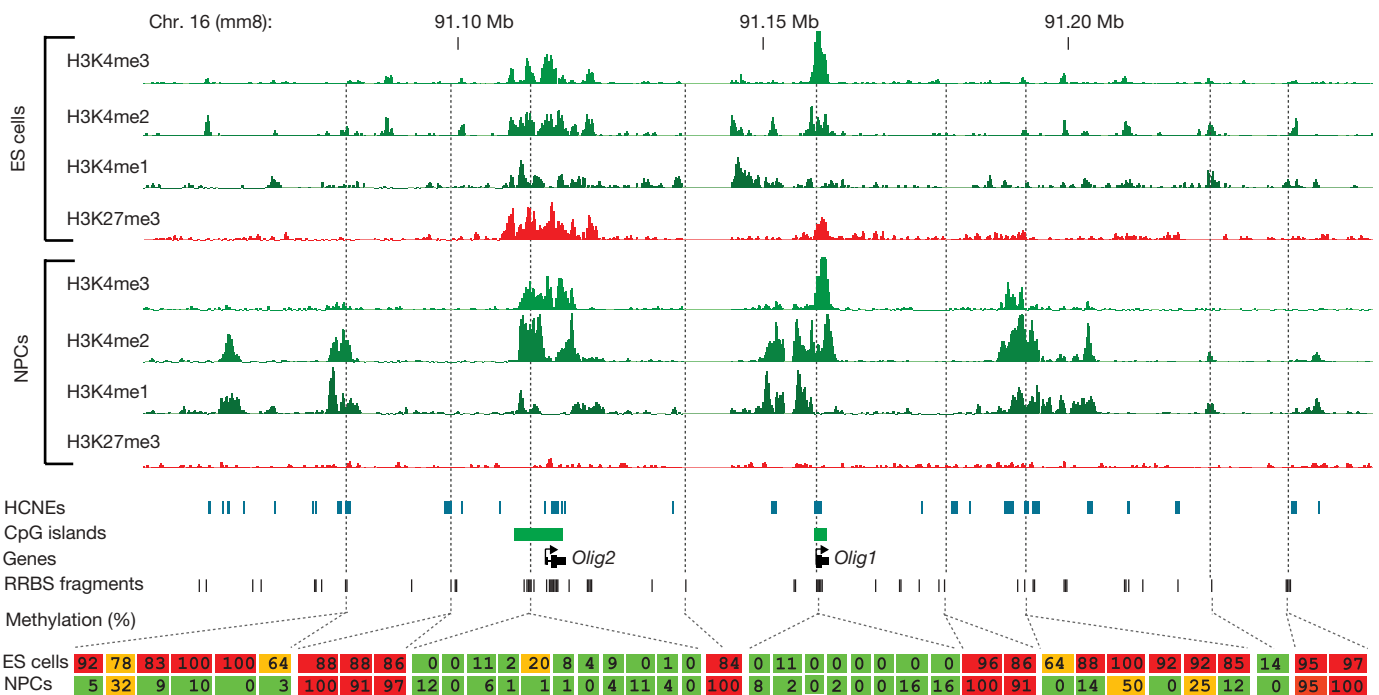 Chr. 16 (mm8): 91.10 Mb 91.15 Mb 91.20 Mb
ES cells
H3K4me3
H3K4me2
H3K4me1
H3K27me3
NPCs
H3K4me3
H3K4me2
H3K4me1
H3K27me3
HCNEs
CpG islands
Genes Olig2 Olig1
RRBS fragments
Methylation (%)
ES cells 92 78 83 100 100 64 88 88 86 0 0 11 2 20 8 4 9 0 1 0 84 0 11 0 0 0 0 0 0 96 86 64 88 100 92 92 85 14 95 97
NPCs 5 32 9 10 0 3 100 91 97 12 0 6 1 1 1 0 4 11 4 0 100 8 2 0 2 0 0 16 16 100 91 0 14 50 0 25 12 0 95 100